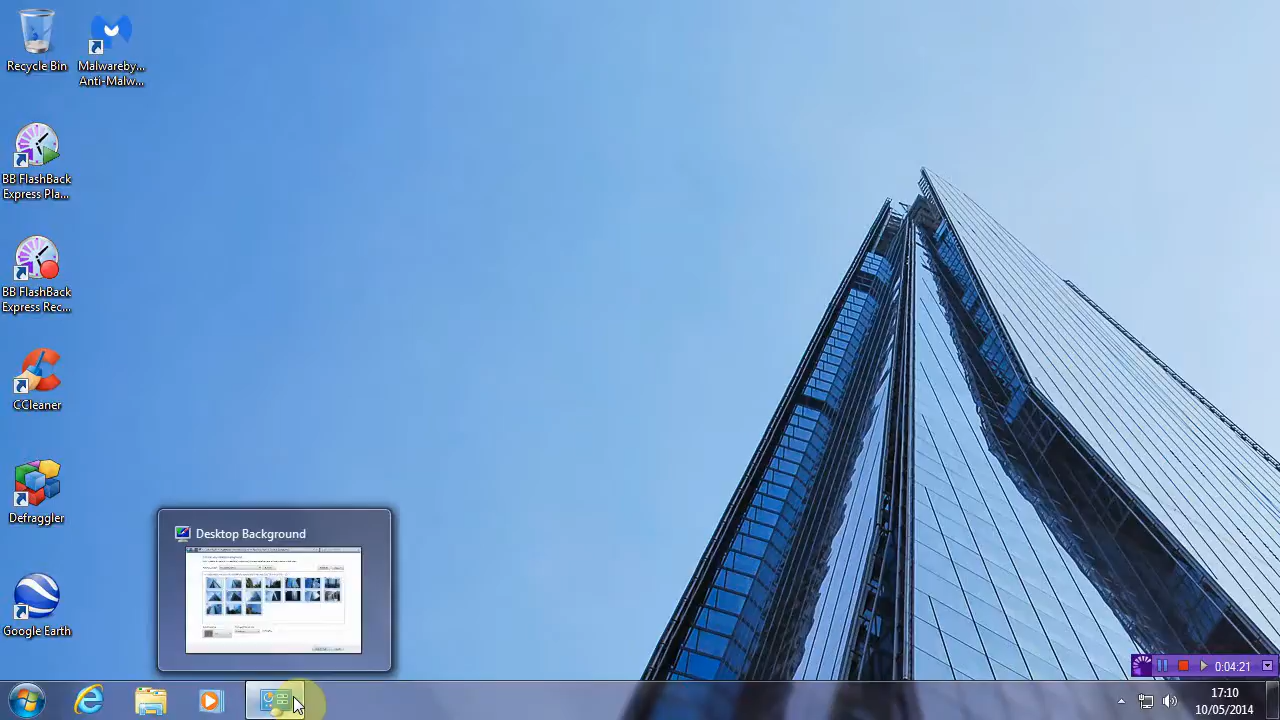 Recycle Bin
Malwareby...
Anti-Malw...
BB FlashBack
Express Pla...
BB FlashBack
Express Rec...
CCleaner
Defraggler
Google Earth
Desktop Background
0:04:21
17:10
10/05/2014